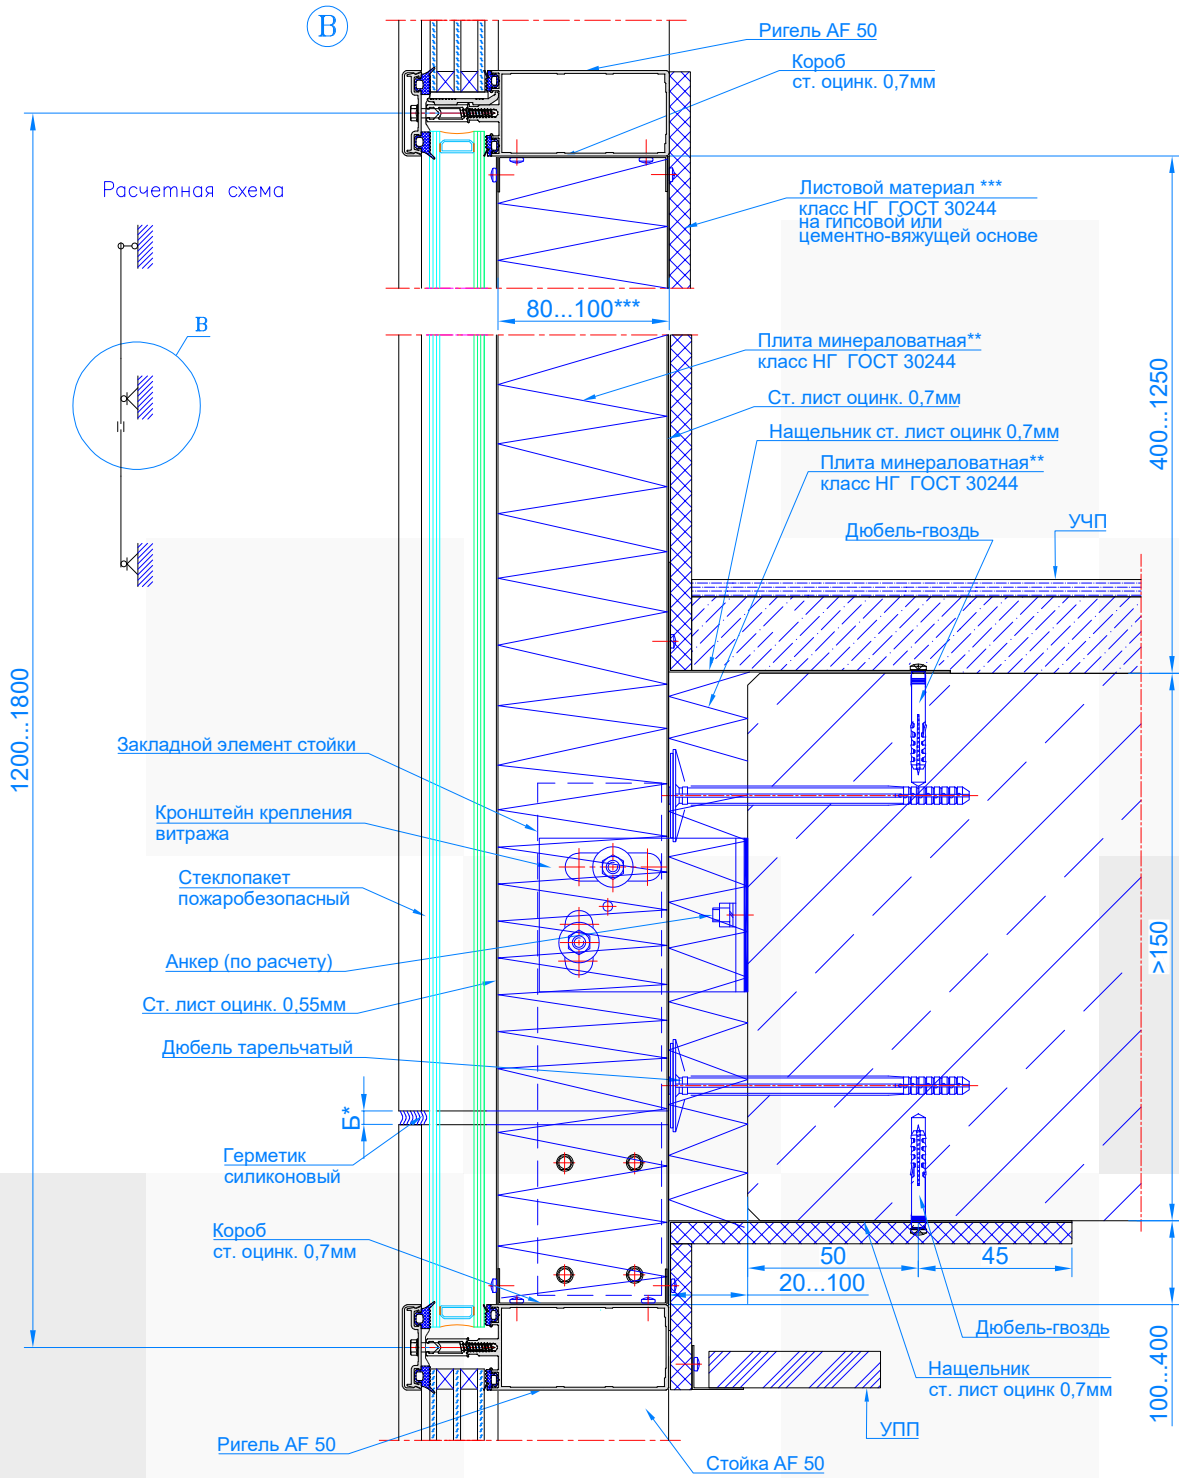 В
Ригель AF 50
Короб
ст. оцинк. 0,7мм
Расчетная схема
Листовой материал ***
класс НГ ГОСТ 30244
на гипсовой или
цементно-вяжущей основе
80...100***
В
Плита минераловатная**
класс НГ ГОСТ 30244
Ст. лист оцинк. 0,7мм
400...1250
Нащельник ст. лист оцинк 0,7мм
Плита минераловатная**
класс НГ ГОСТ 30244
Дюбель-гвоздь
УЧП
1200...1800
Закладной элемент стойки
Кронштейн крепления
витража
Стеклопакет
пожаробезопасный
>150
Анкер (по расчету)
Ст. лист оцинк. 0,55мм
Дюбель тарельчатый
Б*
Герметик
силиконовый
Короб
ст. оцинк. 0,7мм
50
45
20...100
Дюбель-гвоздь
Нащельник
ст. лист оцинк 0,7мм
100...400
УПП
Ригель AF 50
Стойка AF 50